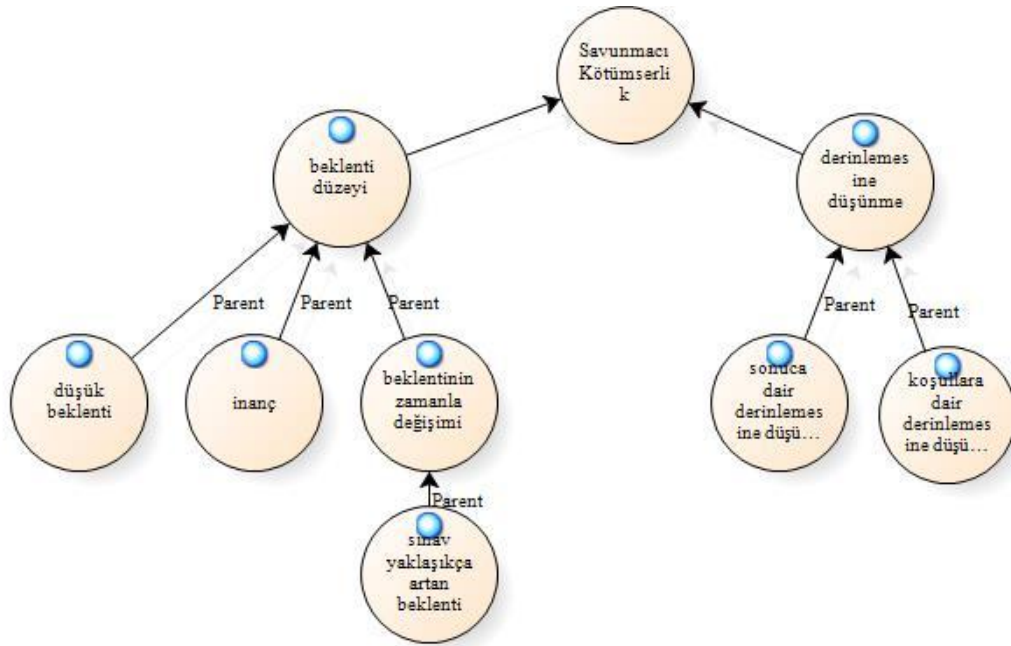 Savunmacı
Kötümserli
k
beklenti
düzeyi
derinlemes
ine
düşünme
Parent
Parent
Parent
Parent
Parent
düşük
beklenti
inanç
beklentinin
zamanla
değişimi
sonuca
dair
derinlemes
ine düşü...
koşullara
dair
derinlemes
ine düşü...
Parent
sınav
yaklaşıkça
artan
beklenti